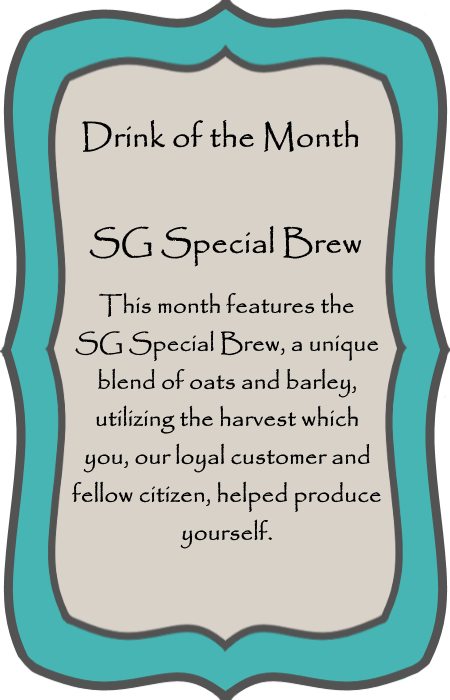 Drink of the Month
SG Special Brew
This month features the
SG Special Brew, a unique
blend of oats and barley,
utilizing the harvest which
you, our loyal customer and
fellow citizen, helped produce
yourself.